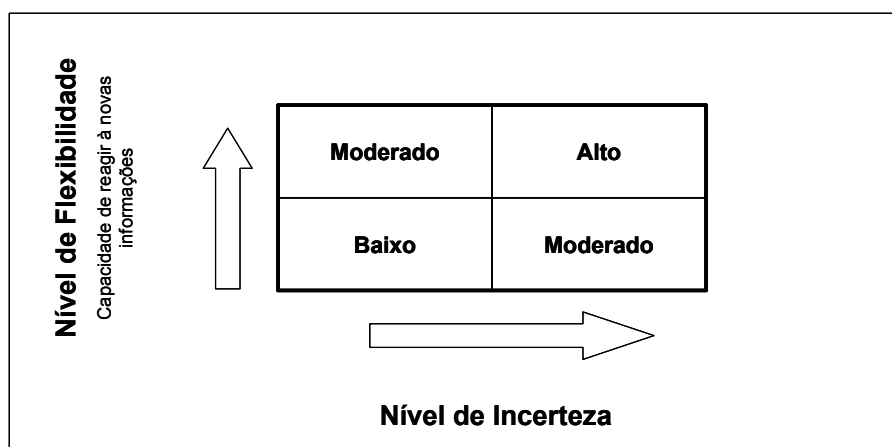 Nível de Flexibilidade
Capacidade de reagir à novas
informações
Moderado
Alto
Baixo
Moderado
Nível de Incerteza